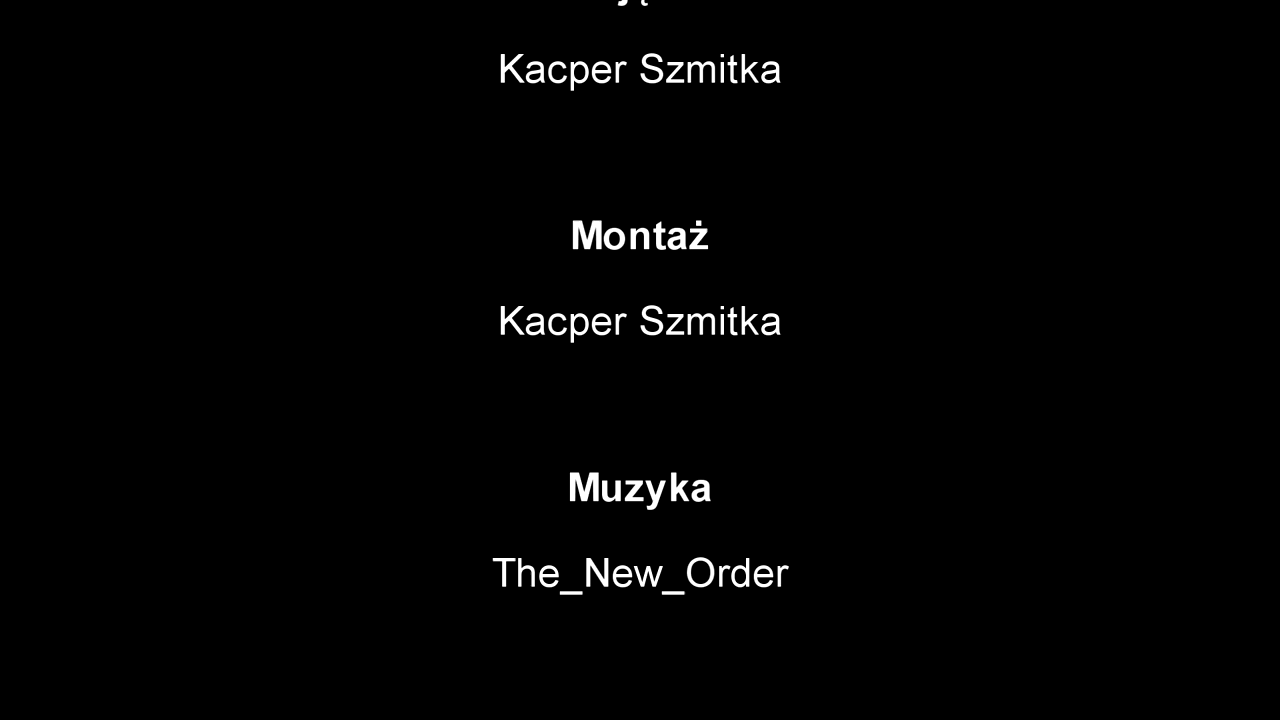 Kacper Szmitka
Montaż
Kacper Szmitka
Muzyka
The_New_Order